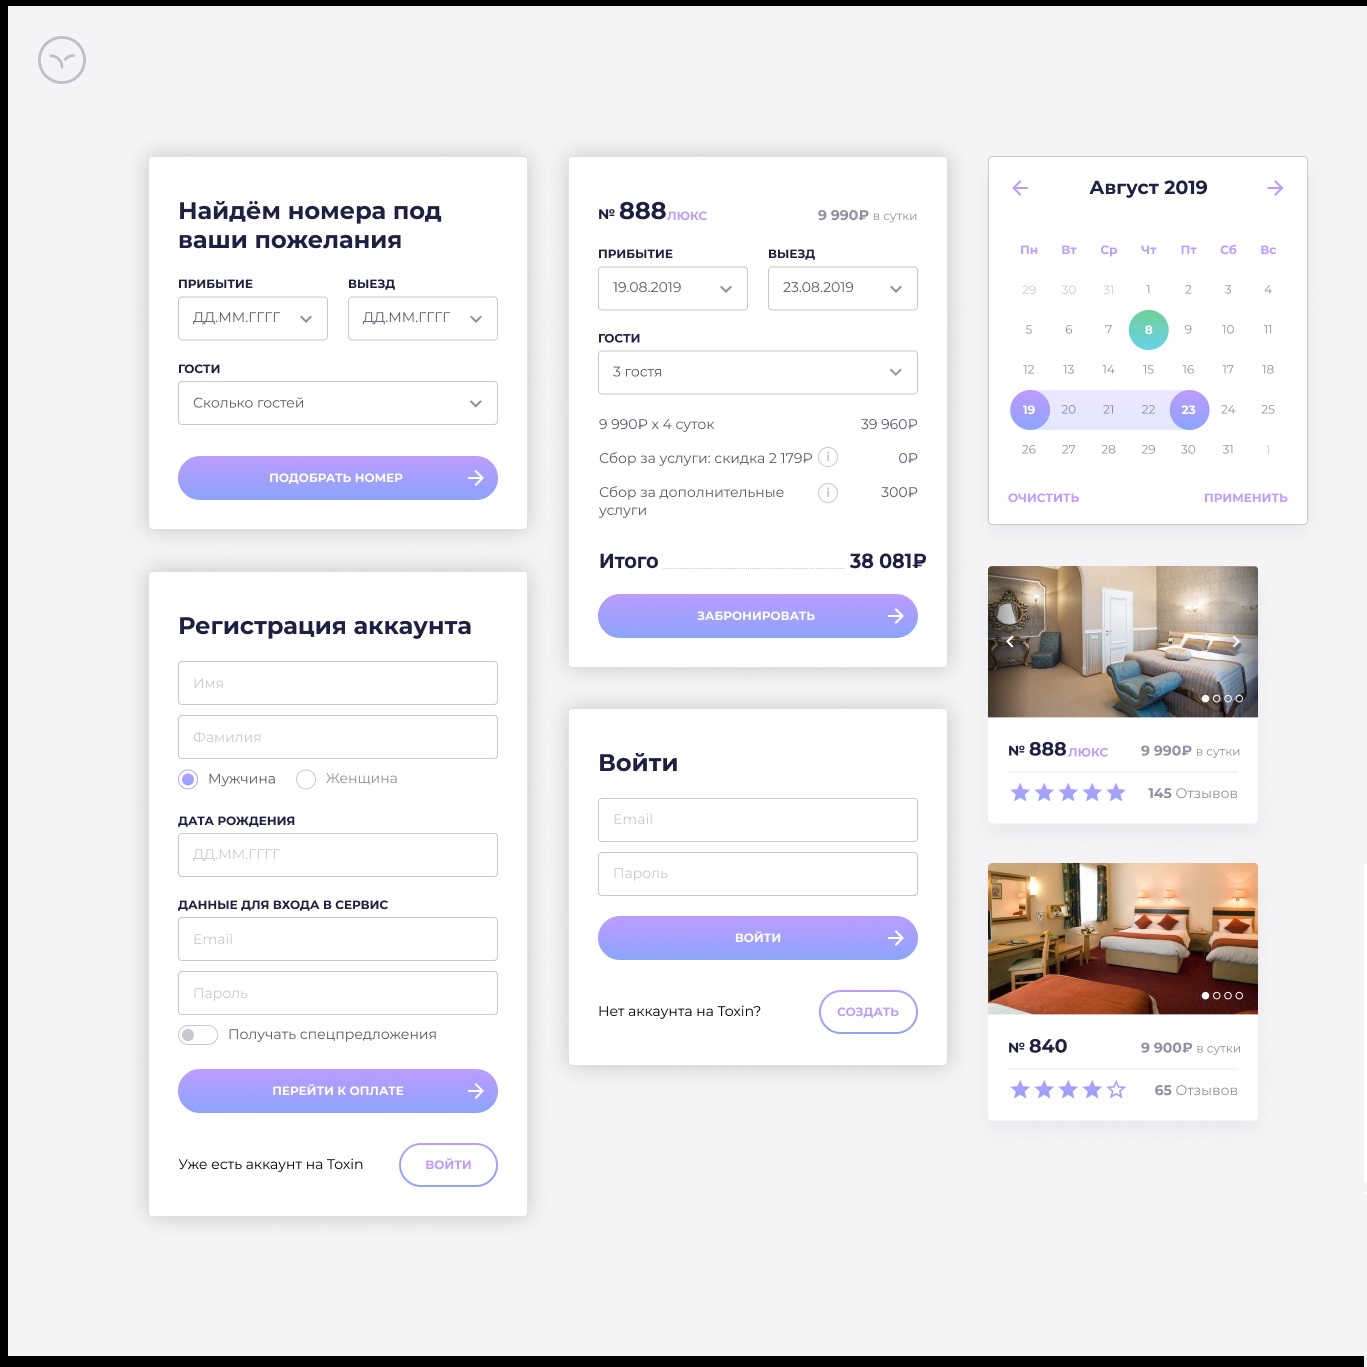 Найдём номера под
ваши пожелания
ПРИБЫТИЕ ВЫЕЗД
ДД.ММ.ГГГГ ДД.ММ.ГГГГ
ГОСТИ
Сколько гостей
ПОДОБРАТЬ НОМЕР
Регистрация аккаунта
Имя
Фамилия
Мужчина Женщина
ДАТА РОЖДЕНИЯ
ДД.ММ.ГГГГ
ДАННЫЕ ДЛЯ ВХОДА В СЕРВИС
Email
Пароль
Получать спецпредложения
ПЕРЕЙТИ К ОПЛАТЕ
Уже есть аккаунт на Toxin ВОЙТИ
№ 888 ЛЮКС 9 990₽ в сутки
ПРИБЫТИЕ ВЫЕЗД
19.08.2019 23.08.2019
ГОСТИ
3 гостя
9 990₽ х 4 суток 39 960₽
Сбор за услуги: скидка 2 179₽ i 0₽
Сбор за дополнительные i 300₽
услуги
Итого 38 081₽
ЗАБРОНИРОВАТЬ
Войти
Email
Пароль
ВОЙТИ
Нет аккаунта на Toxin? СОЗДАТЬ
Август 2019
Пн Вт Ср Чт Пт Сб Вс
29 30 31 1 2 3 4
5 6 7 8 9 10 11
12 13 14 15 16 17 18
19 20 21 22 23 24 25
26 27 28 29 30 31 1
ОЧИСТИТЬ ПРИМЕНИТЬ
№ 888 ЛЮКС 9 990₽ в сутки
145 Отзывов
№ 840 9 900₽ в сутки
65 Отзывов